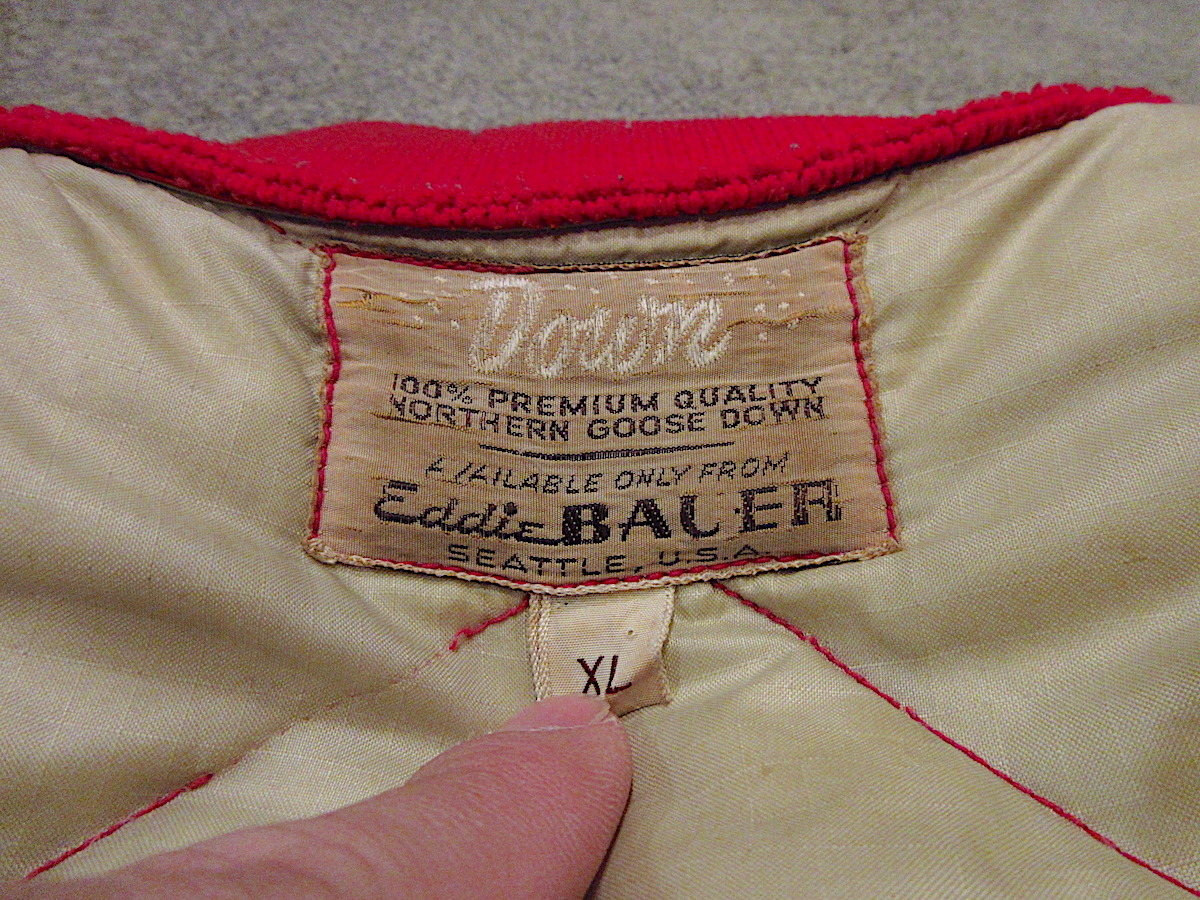 Down
100% PREMIUM QUALITY
NORTHERN GOOSE DOWN
AVAILABLE ONLY FROM
Eddie BAUER
SEATTLE, U.S.A.
XL